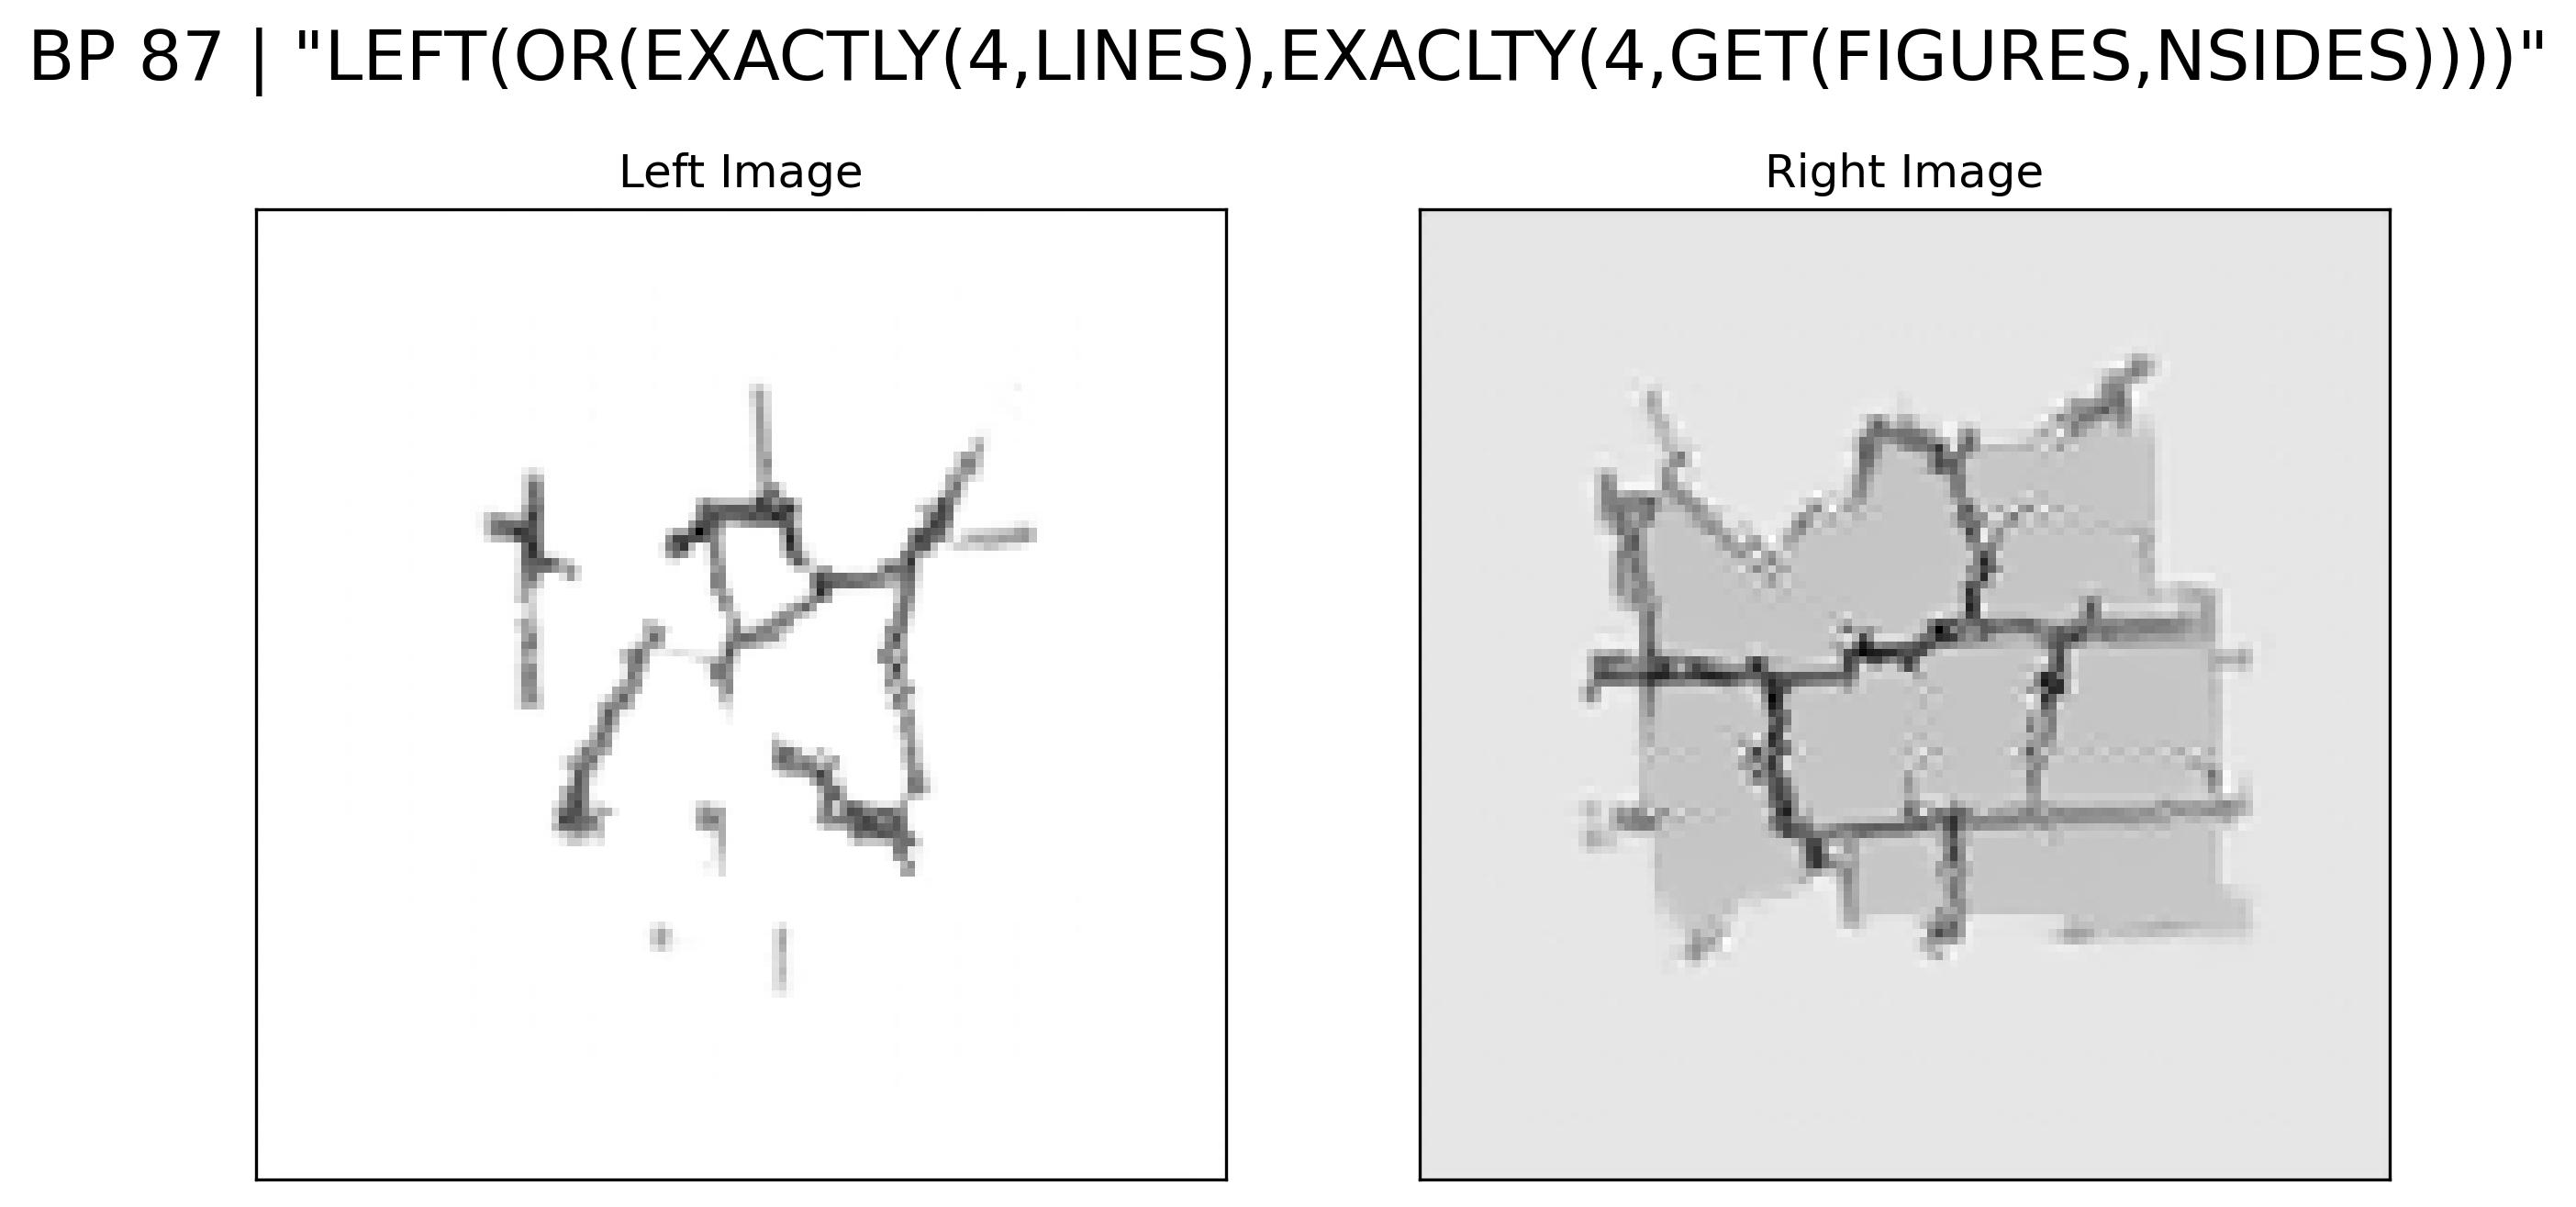 BP 87 | "LEFT(OR(EXACTLY(4,LINES),EXACLTY(4,GET(FIGURES,NSIDES))))"
Left Image
Right Image